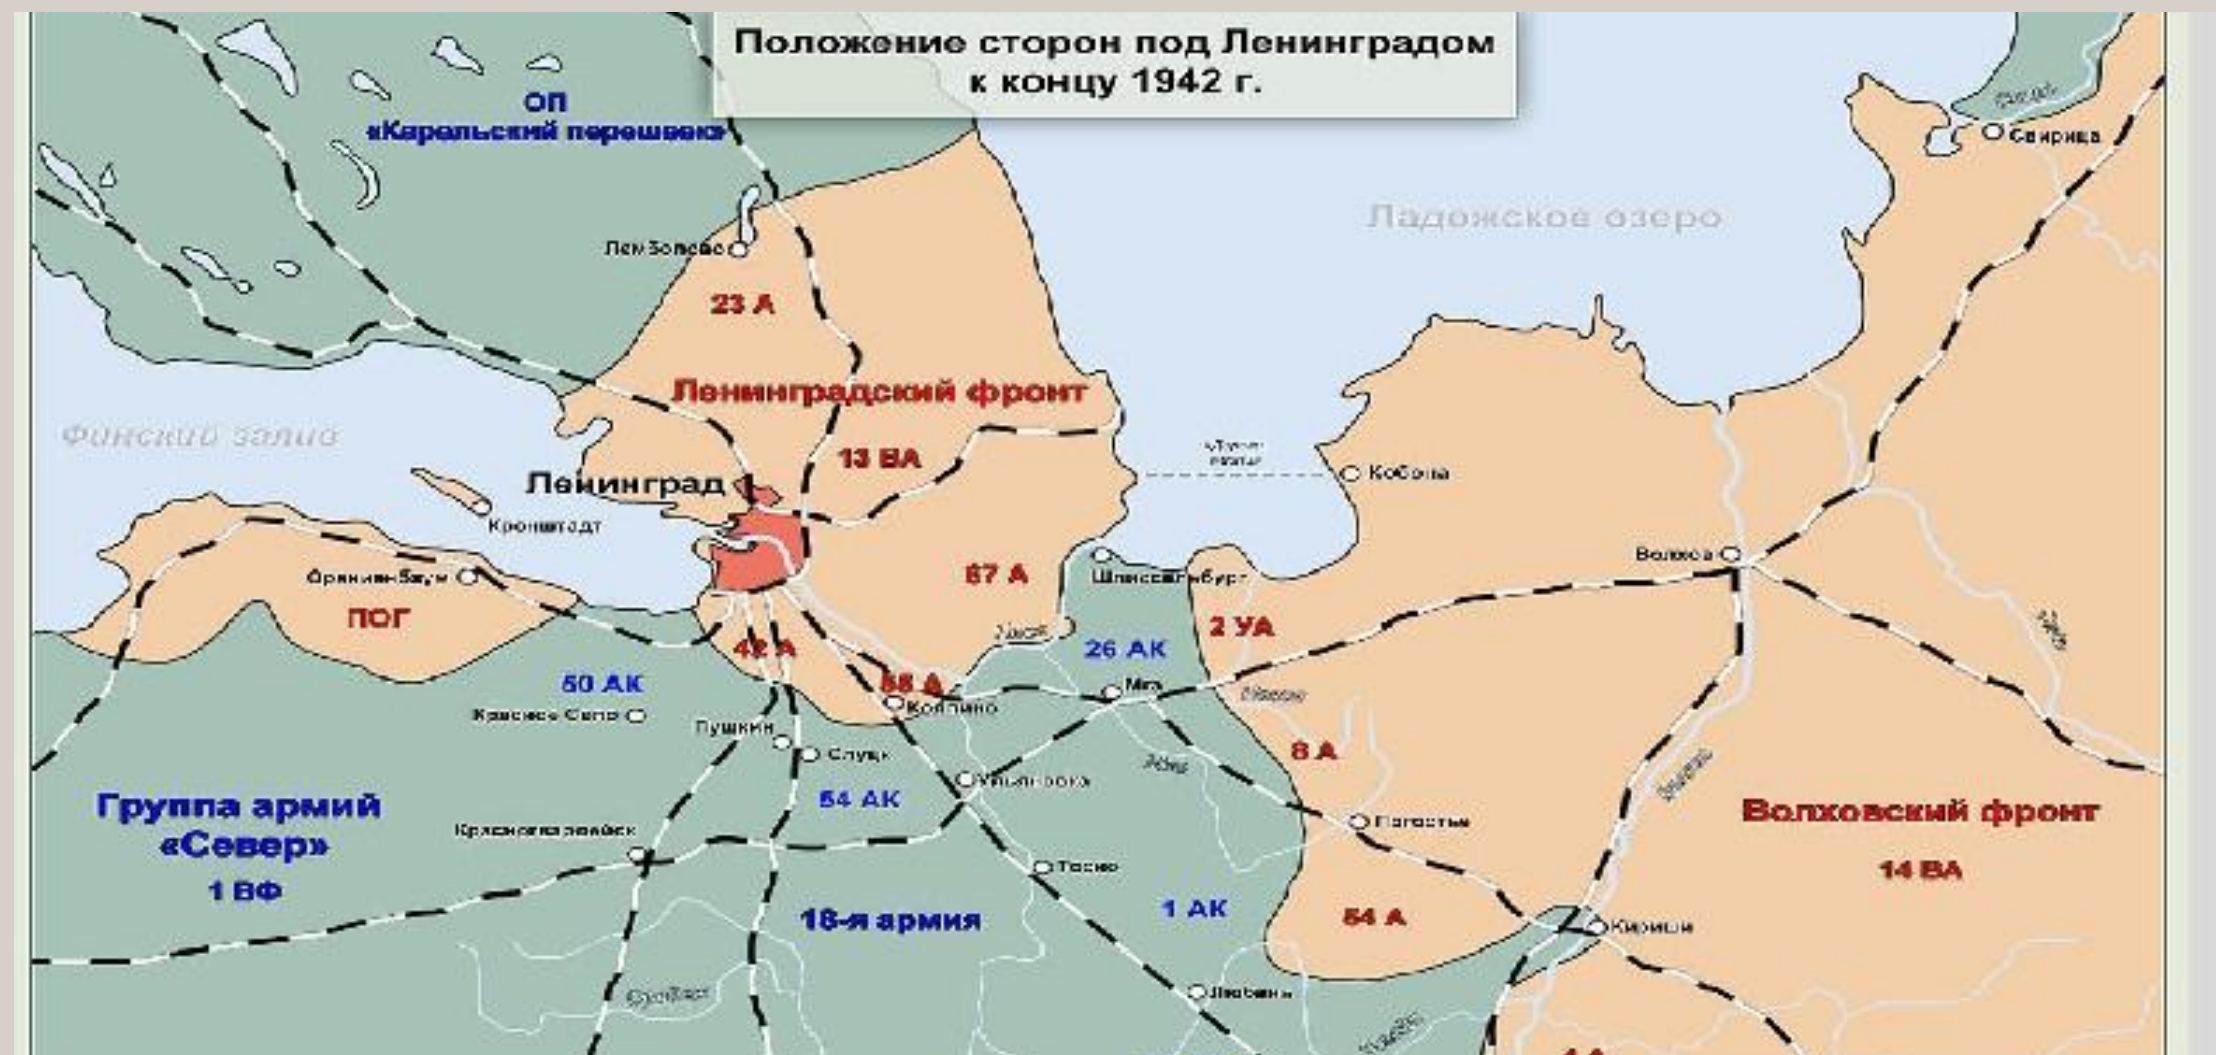 Положение сторон под Ленинградом
к концу 1942 г.
ОП
«Карельский перешеек»
Свирица
Ладожское озеро
Лемболово
23 А
Ленинградский фронт
Финский залив
13 ВА
Кобона
Ленинград
Кронштадт
Волхов
Шлиссельбург
67 А
Ораниенбаум
ПОГ
2 УА
Нева
42 А
26 АК
50 АК
55 А
Мга
Красное Село
Колпино
Пушкин
8 А
Слуцк
Ульяновка
54 АК
Группа армий
«Север»
1 ВФ
Волховский фронт
14 ВА
Погостье
Красногвардейск
Тосно
18-я армия
1 АК
54 А
Кириши
Любань